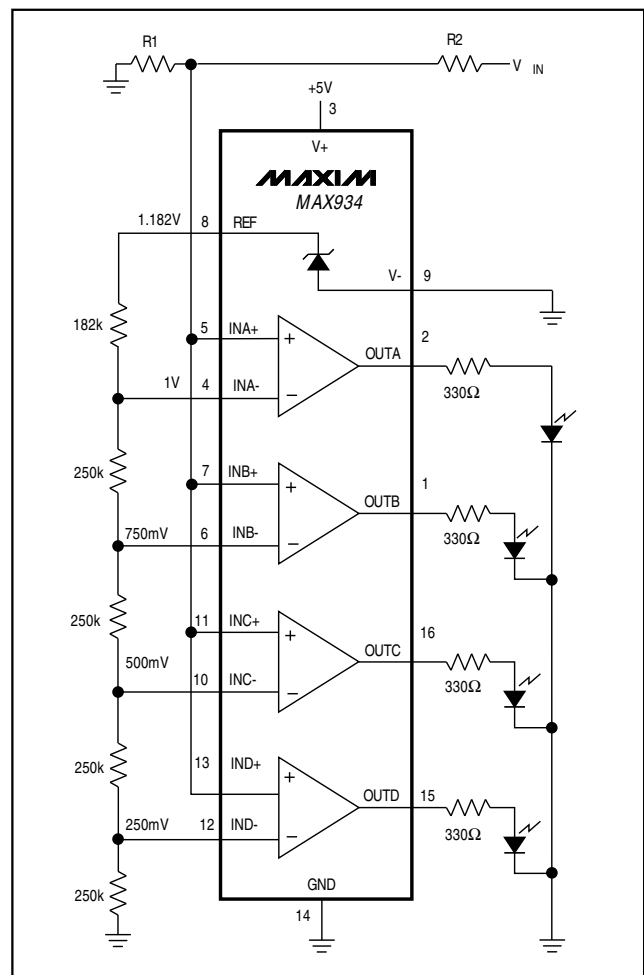 R1
R2
V IN
+5V
3
V+
MAXIM
MAX934
1.182V
8
REF
V-
9
182k
5
INA+
OUTA
2
1V
4
INA-
330Ω
250k
7
INB+
OUTB
1
750mV
6
INB-
330Ω
250k
11
INC+
OUTC
16
500mV
10
INC-
330Ω
250k
13
IND+
OUTD
15
250mV
12
IND-
330Ω
250k
GND
14